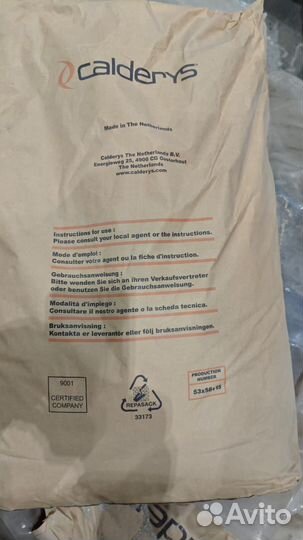 calderys
Made in The Netherlands
Calderys The Netherlands B.V.
Energieweg 25, 4906 CG Oosterhout
The Netherlands
www.calderys.com
Instructions for use :
Please consult your local agent or the instructions.
Mode d'emploi :
Consulter votre agent ou la fiche d'instruction.
Gebrauchsanweisung :
Bitte wenden Sie sich an ihren Verkaufsvertreter
oder benutzen Sie die Gebrauchsanweisung.
Modalità d'impiego :
Consultare il nostro agente o la scheda tecnica.
Bruksanvisning :
Kontakta er leverantör eller följ bruksanvisningen.
9001
CERTIFIED
COMPANY
REPASACK
33173
PRODUCTION
NUMBER
Avito